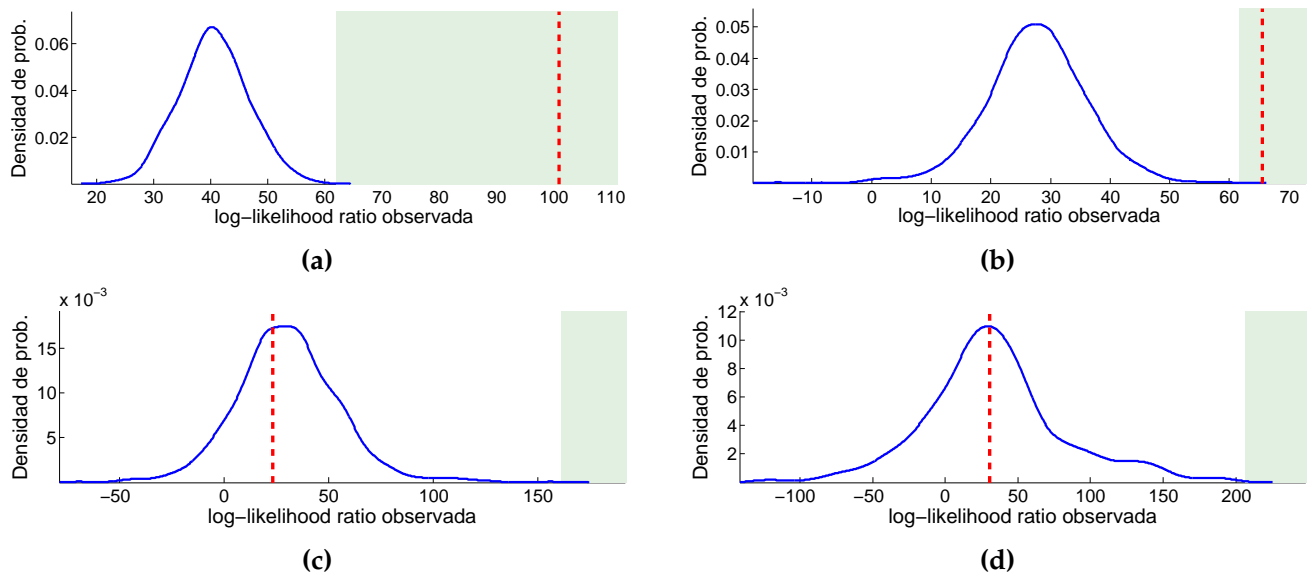 Densidad de prob.
0.06
0.04
0.02
20 30 40 50 60 70 80 90 100 110
log−likelihood ratio observada
(a)
Densidad de prob.
0.05
0.04
0.03
0.02
0.01
−10 0 10 20 30 40 50 60 70
log−likelihood ratio observada
(b)
x 10−3
Densidad de prob.
15
10
5
−50 0 50 100 150
log−likelihood ratio observada
(c)
x 10−3
Densidad de prob.
12
10
8
6
4
2
−100 −50 0 50 100 150 200
log−likelihood ratio observada
(d)